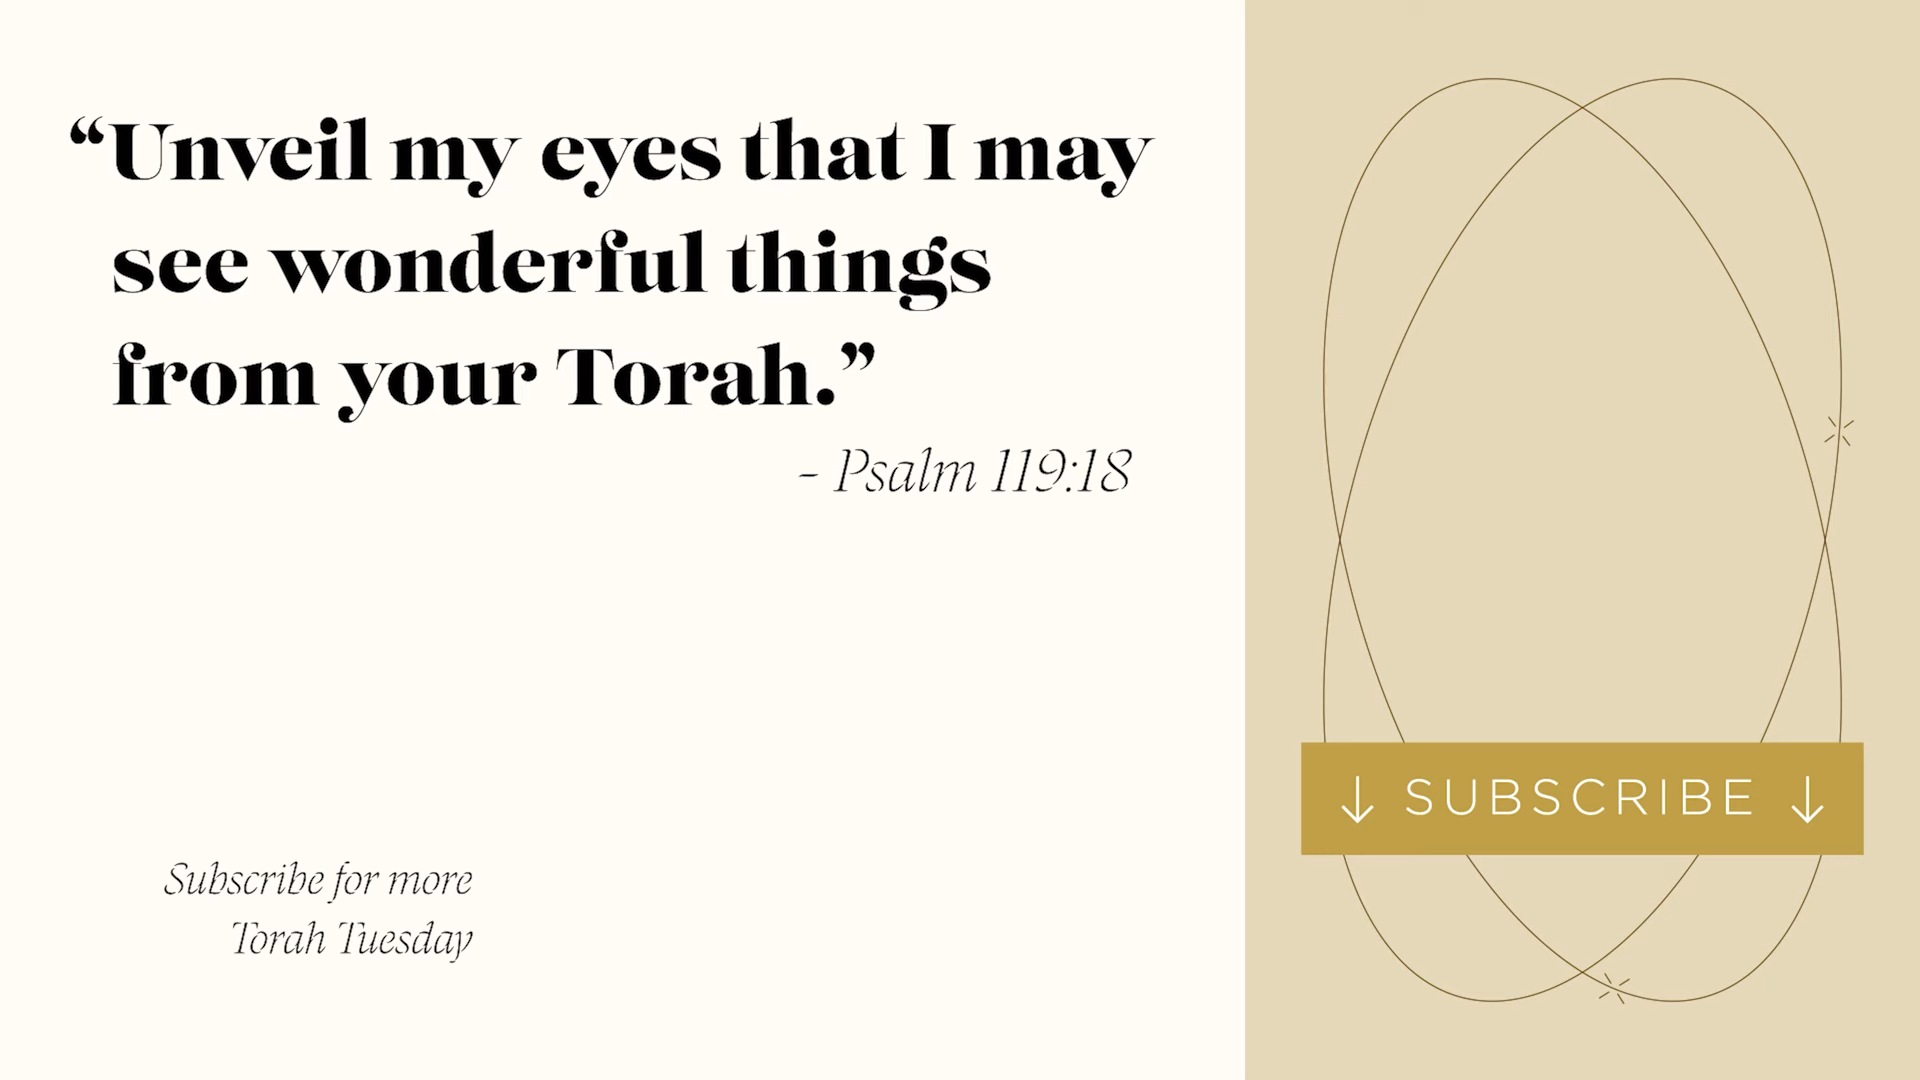 “Unveil my eyes that I may
see wonderful things
from your Torah.”
- Psalm 119:18
Subscribe for more
Torah Tuesday
↓ SUBSCRIBE ↓